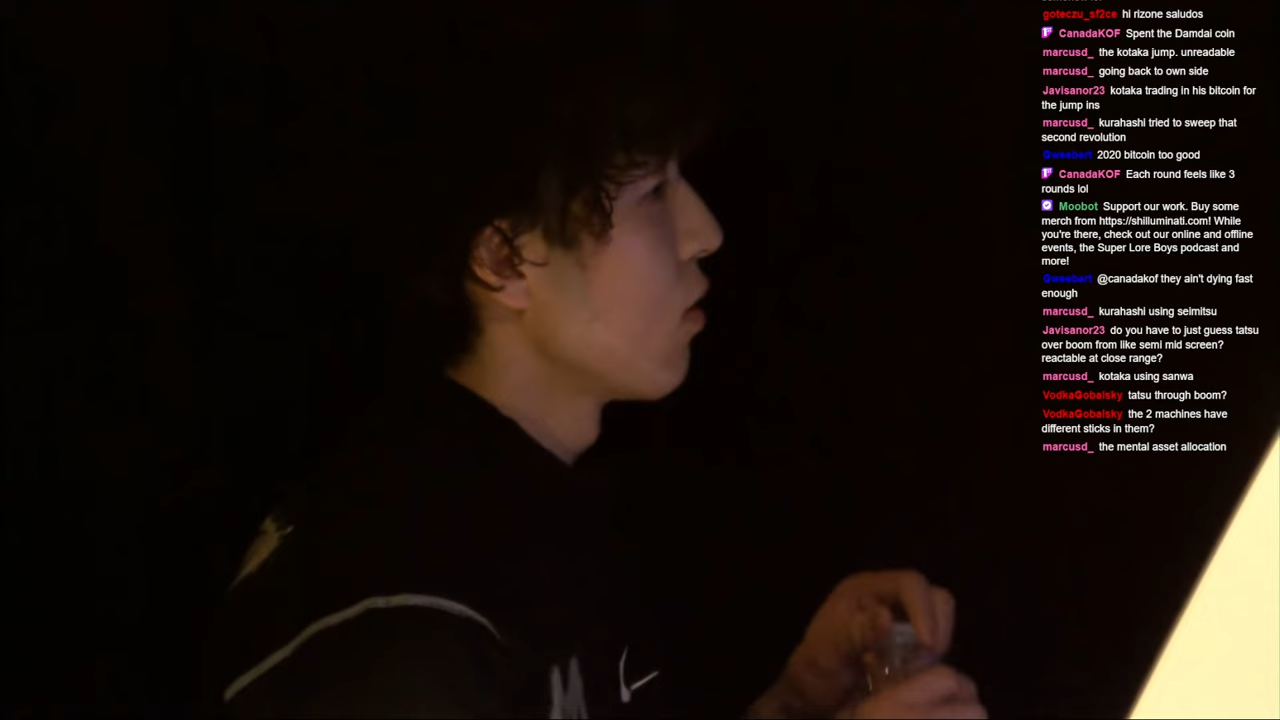 goteczu_sf2ce hi rizone saludos
CanadaKOF Spent the Damdai coin
marcusd_ the kotaka jump. unreadable
marcusd_ going back to own side
Javisanor23 kotaka trading in his bitcoin for
the jump ins
marcusd_ kurahashi tried to sweep that
second revolution
Gweebert 2020 bitcoin too good
CanadaKOF Each round feels like 3
rounds lol
Moobot Support our work. Buy some
merch from https://shilluminati.com! While
you're there, check out our online and offline
events, the Super Lore Boys podcast and
more!
Gweebert @canadakof they ain't dying fast
enough
marcusd_ kurahashi using seimitsu
Javisanor23 do you have to just guess tatsu
over boom from like semi mid screen?
reactable at close range?
marcusd_ kotaka using sanwa
VodkaGobalsky tatsu through boom?
VodkaGobalsky the 2 machines have
different sticks in them?
marcusd_ the mental asset allocation